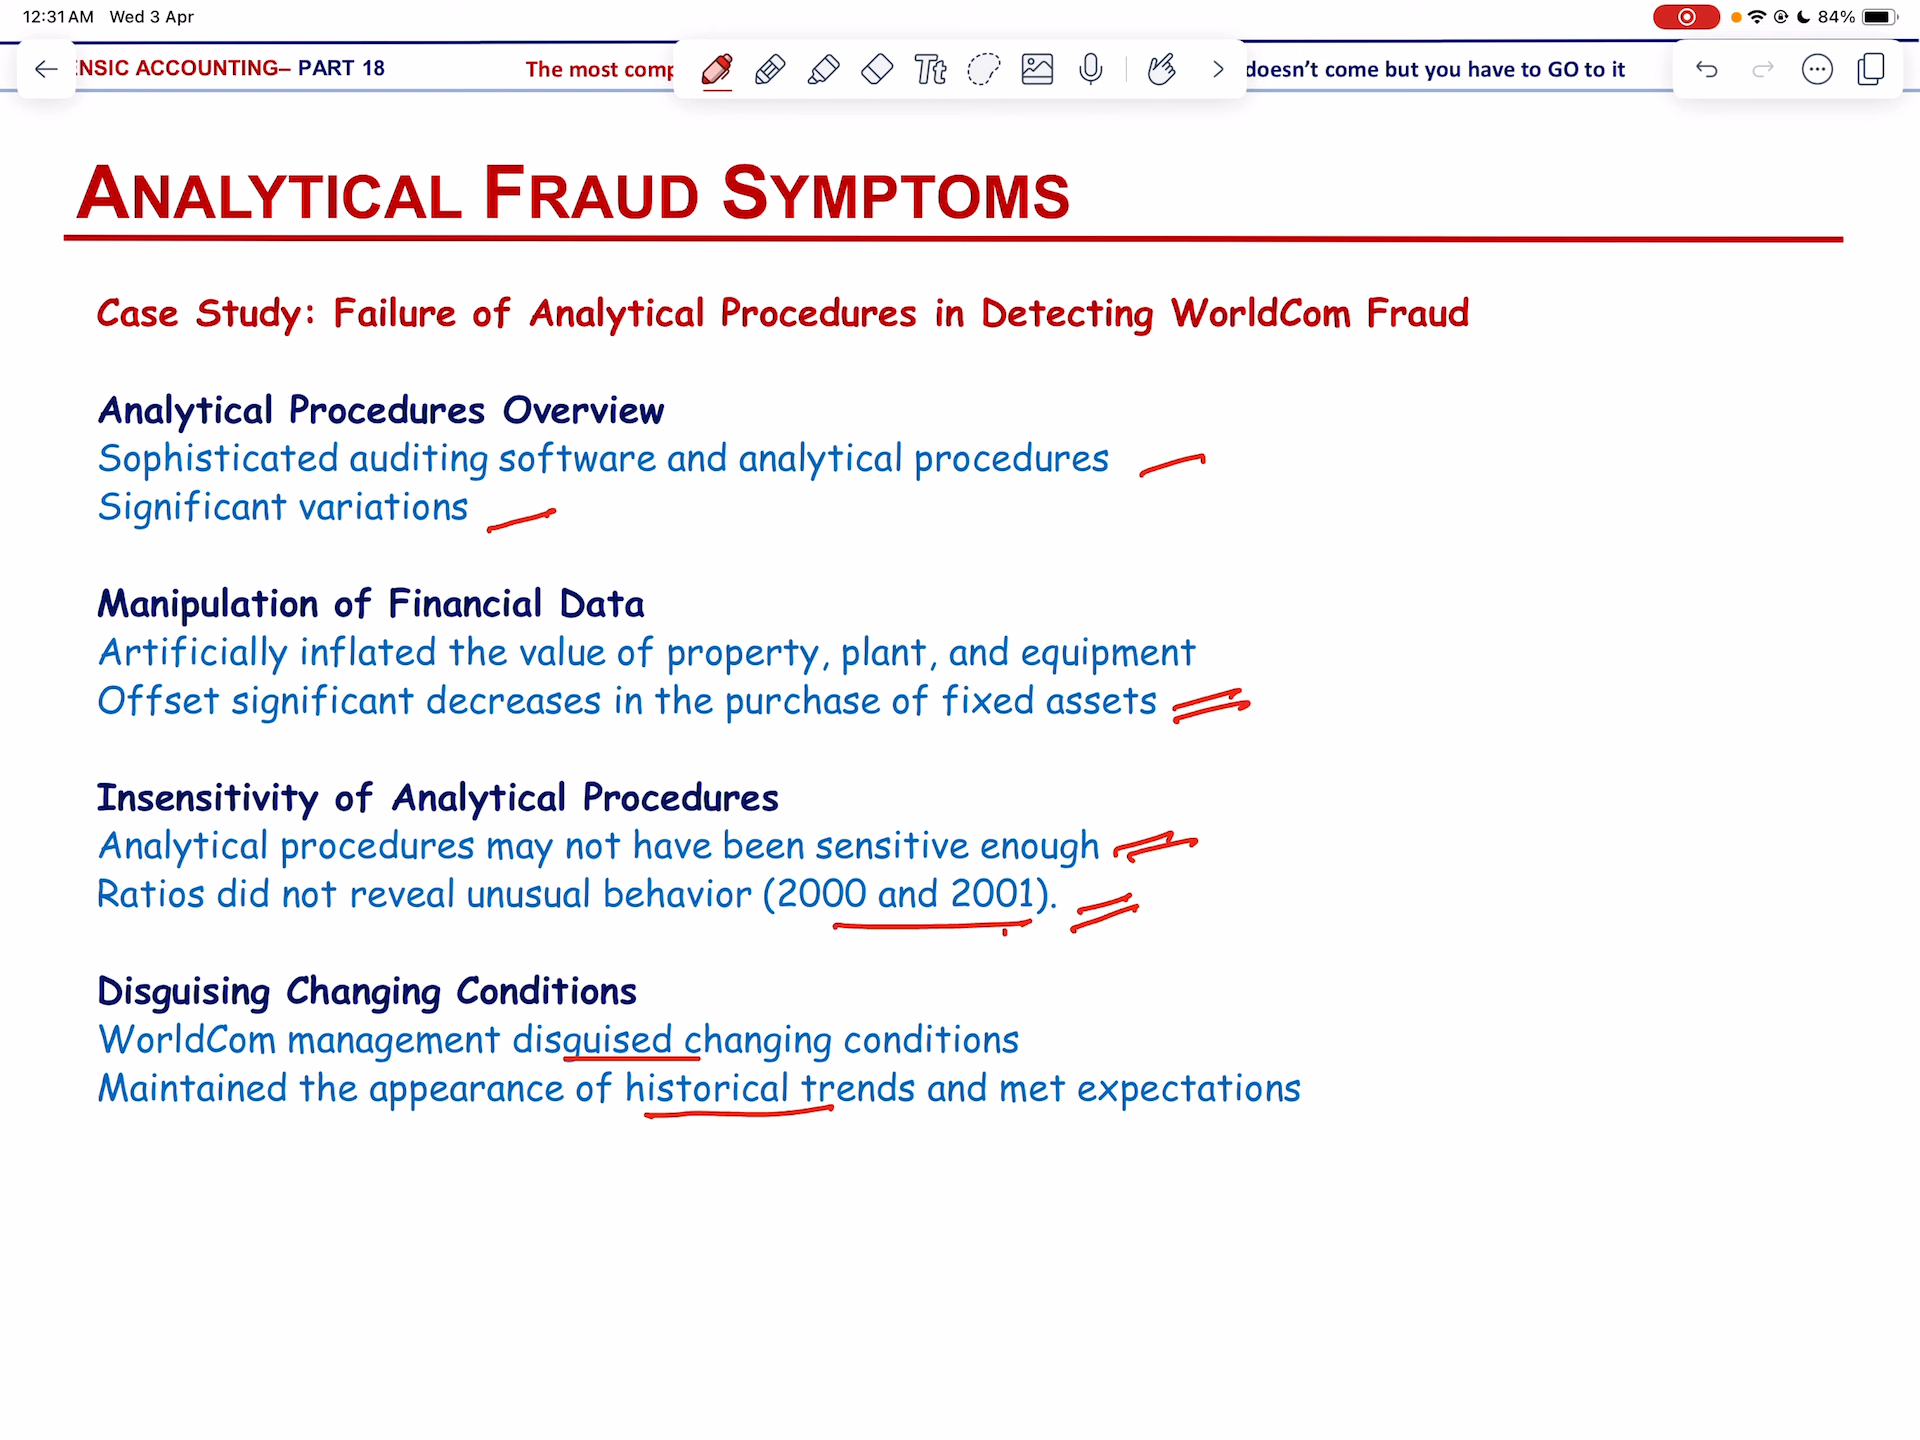 12:31 AM Wed 3 Apr
84%
NSIC ACCOUNTING– PART 18
The most comp
Tt
doesn’t come but you have to GO to it
ANALYTICAL FRAUD SYMPTOMS
Case Study: Failure of Analytical Procedures in Detecting WorldCom Fraud
Analytical Procedures Overview
Sophisticated auditing software and analytical procedures
Significant variations
Manipulation of Financial Data
Artificially inflated the value of property, plant, and equipment
Offset significant decreases in the purchase of fixed assets
Insensitivity of Analytical Procedures
Analytical procedures may not have been sensitive enough
Ratios did not reveal unusual behavior (2000 and 2001).
Disguising Changing Conditions
WorldCom management disguised changing conditions
Maintained the appearance of historical trends and met expectations